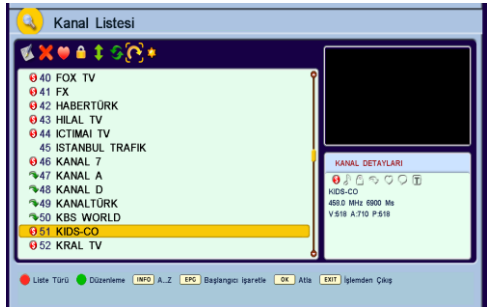 Kanal Listesi
40 FOX TV
41 FX
42 HABERTÜRK
43 HILAL TV
44 ICTIMAI TV
45 ISTANBUL TRAFIK
46 KANAL 7
47 KANAL A
48 KANAL D
49 KANALTÜRK
50 KBS WORLD
51 KIDS-CO
52 KRAL TV
KANAL DETAYLARI
$ T
KIDS-CO
458.0 MHz 6900 Ms
V:518 A:710 P:518
Liste Türü Düzenleme INFO A..Z EPG Başlangıcı işaretle OK Atla EXIT İşlemden Çıkış